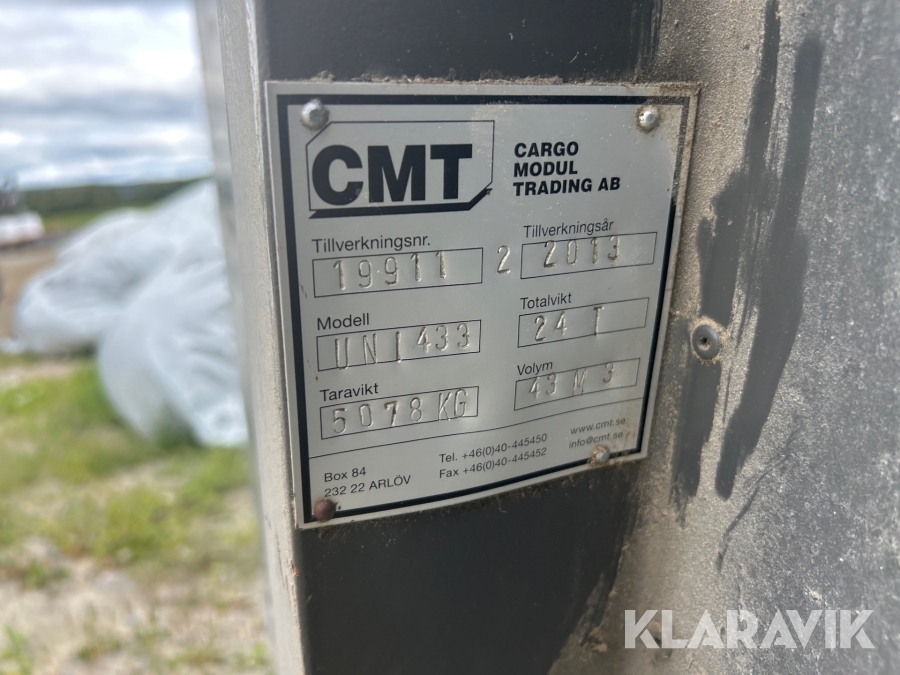 CMT
CARGO
MODUL
TRADING AB
Tillverkningsnr.
19911 2
Tillverkningsår
2013
Modell
UNI 433
Totalvikt
24 T
Taravikt
5078 KG
Volym
43 M 3
Box 84
232 22 ARLÖV
Tel. +46(0)40-445450
Fax +46(0)40-445452
www.cmt.se
info@cmt.se
KLARAVIK